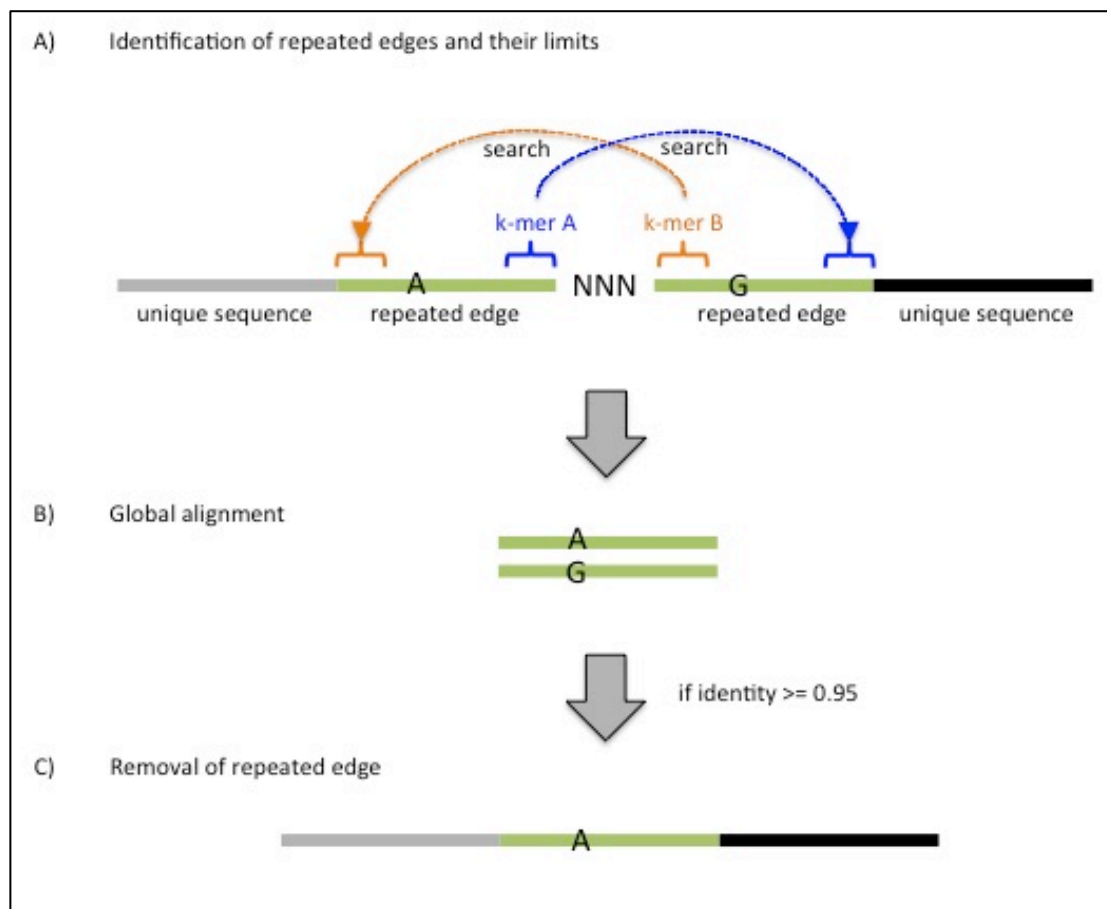 A) Identification of repeated edges and their limits
search search
k-mer A k-mer B
A NNN G
unique sequence repeated edge repeated edge unique sequence
B) Global alignment
A
G
if identity >= 0.95
C) Removal of repeated edge
A